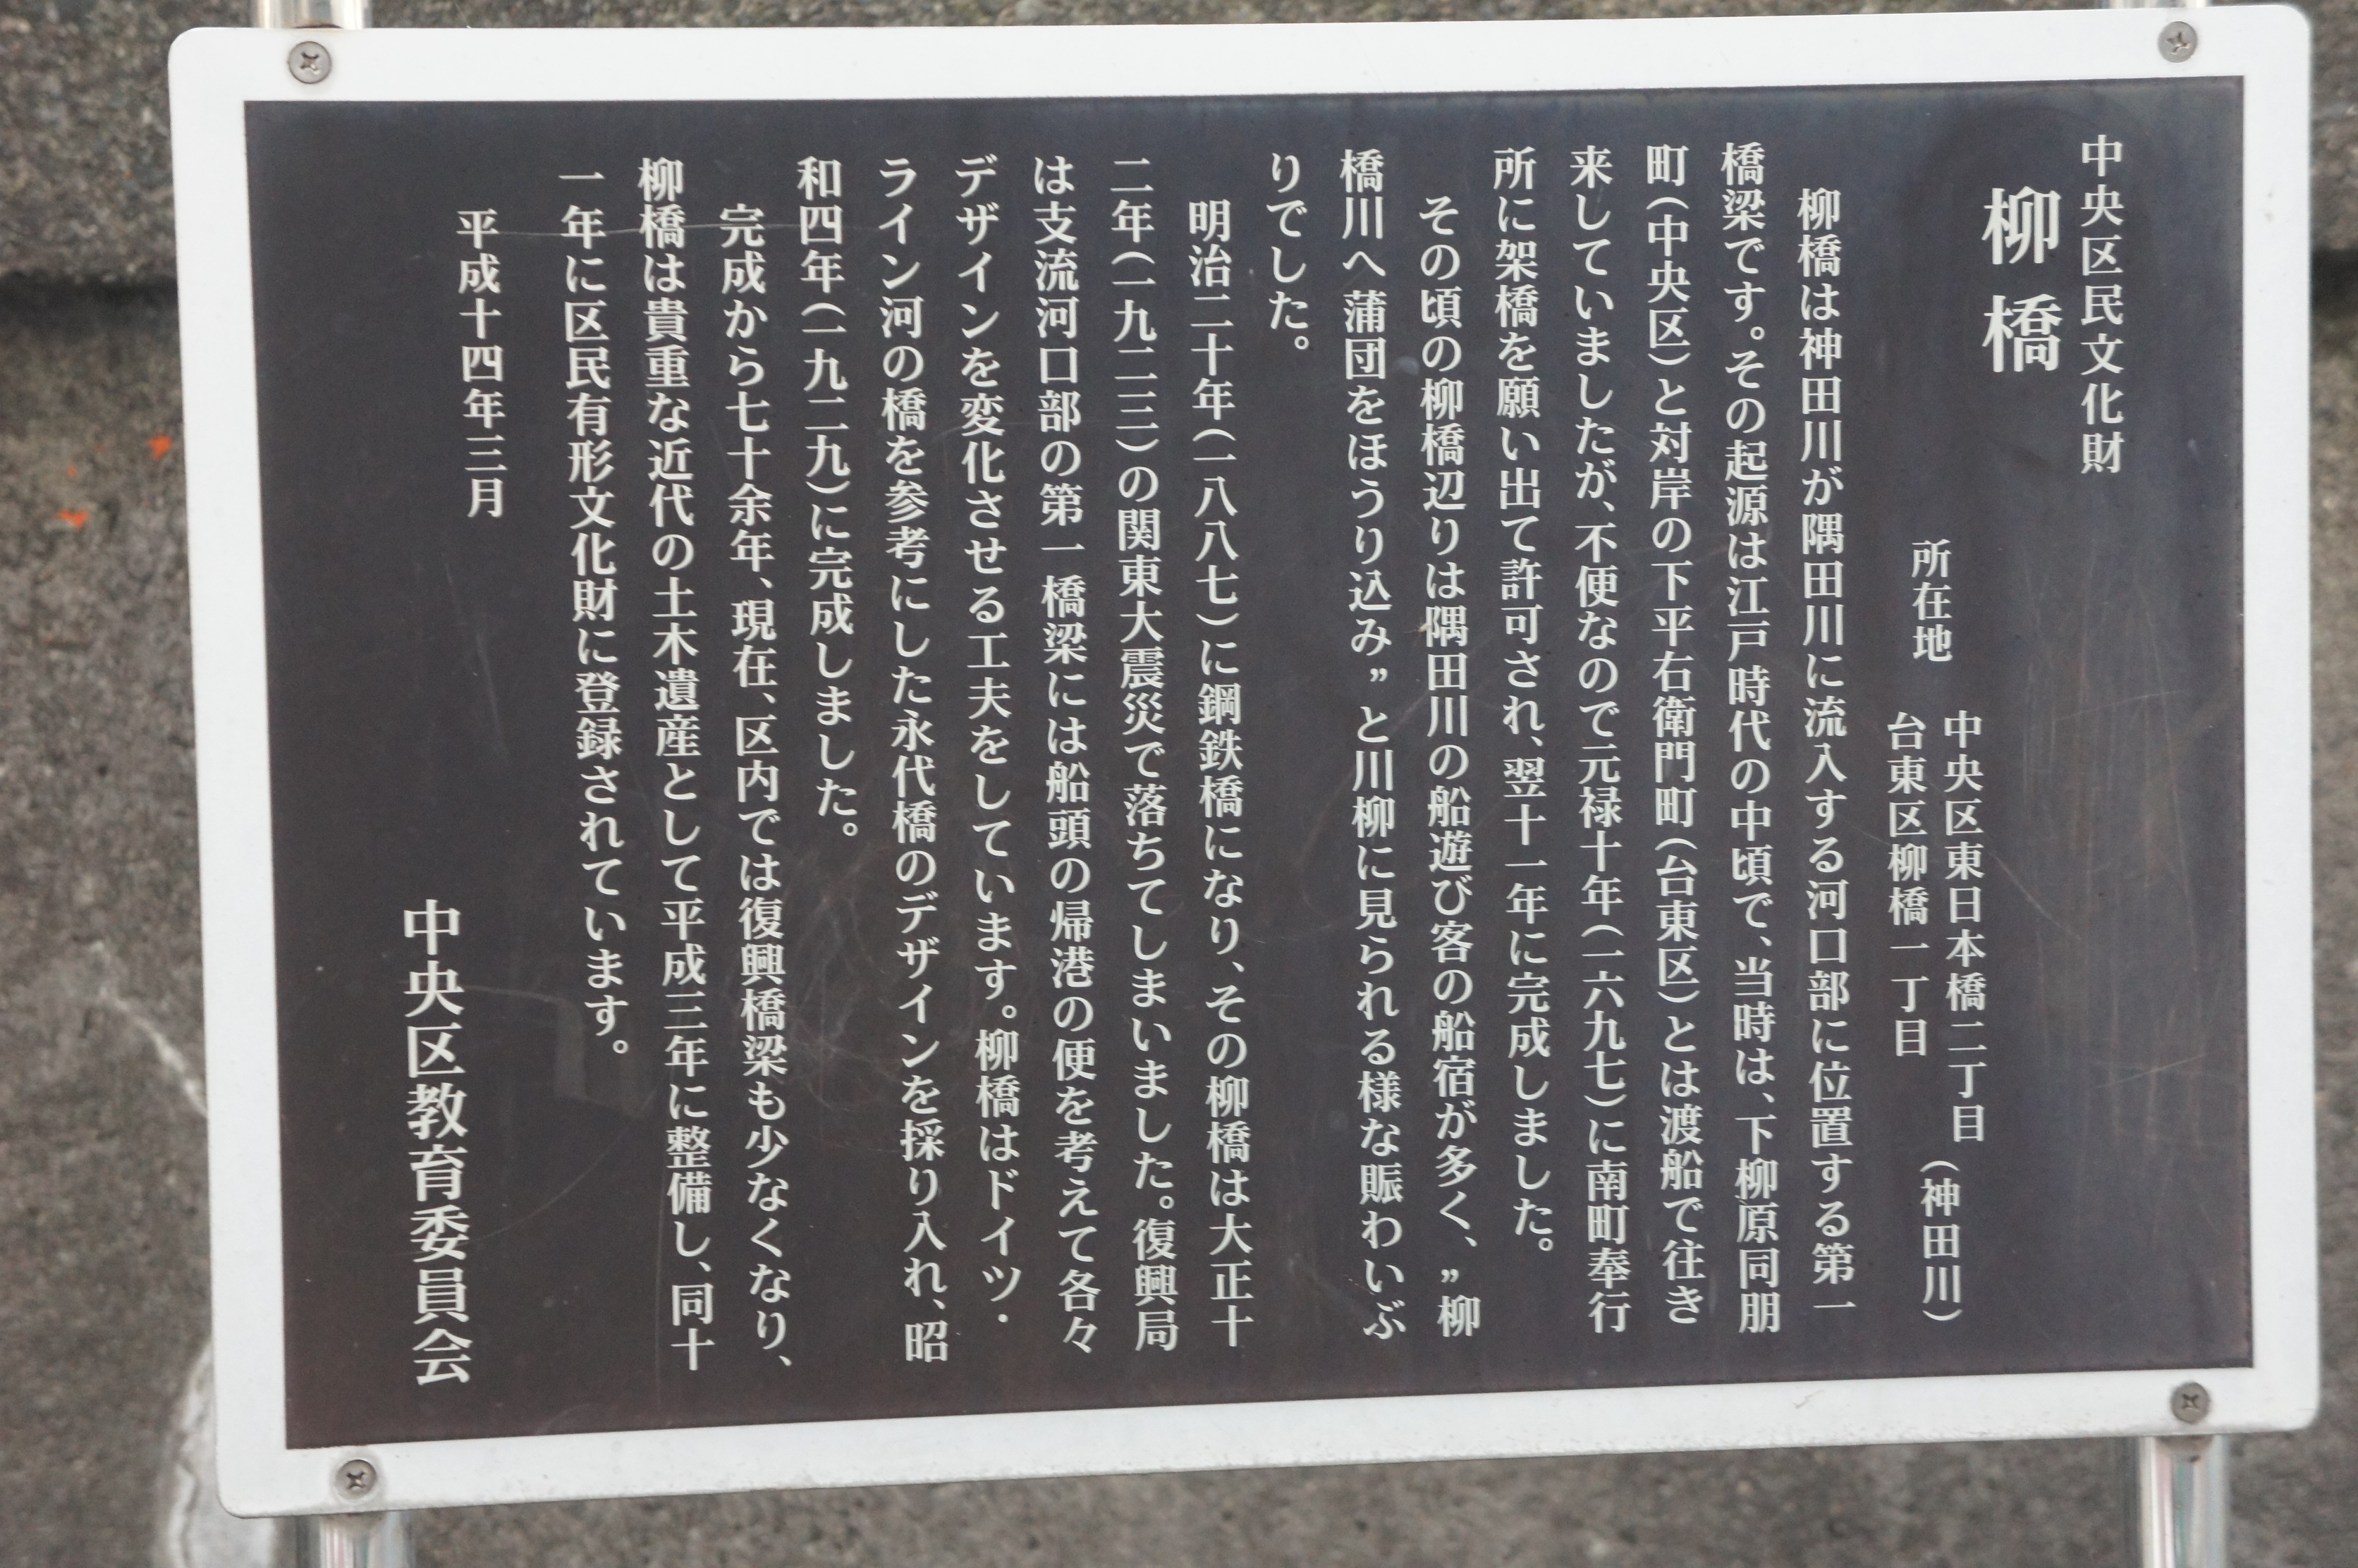 中央区民文化財
柳橋
所在地
中央区東日本橋二丁目
台東区柳橋一丁目
（神田川）
柳橋は神田川が隅田川に流入する河口部に位置する第一
橋梁です。その起源は江戸時代の中頃で、当時は、下柳原同朋
町（中央区）と対岸の下平右衛門町（台東区）とは渡船で往き
来していましたが、不便なので元禄十年（一六九七）に南町奉行
所に架橋を願い出て許可され、翌十一年に完成しました。
その頃の柳橋辺りは隅田川の船遊び客の船宿が多く、”柳
橋川へ蒲団をほうり込み”と川柳に見られる様な賑わいぶ
りでした。
明治二十年（一八八七）に鋼鉄橋になり、その柳橋は大正十
二年（一九二三）の関東大震災で落ちてしまいました。復興局
は支流河口部の第一橋梁には船頭の帰港の便を考えて各々
デザインを変化させる工夫をしています。柳橋はドイツ・
ライン河の橋を参考にした永代橋のデザインを採り入れ、昭
和四年（一九二九）に完成しました。
完成から七十余年、現在、区内では復興橋梁も少なくなり、
柳橋は貴重な近代の土木遺産として平成三年に整備し、同十
一年に区民有形文化財に登録されています。
平成十四年三月
中央区教育委員会